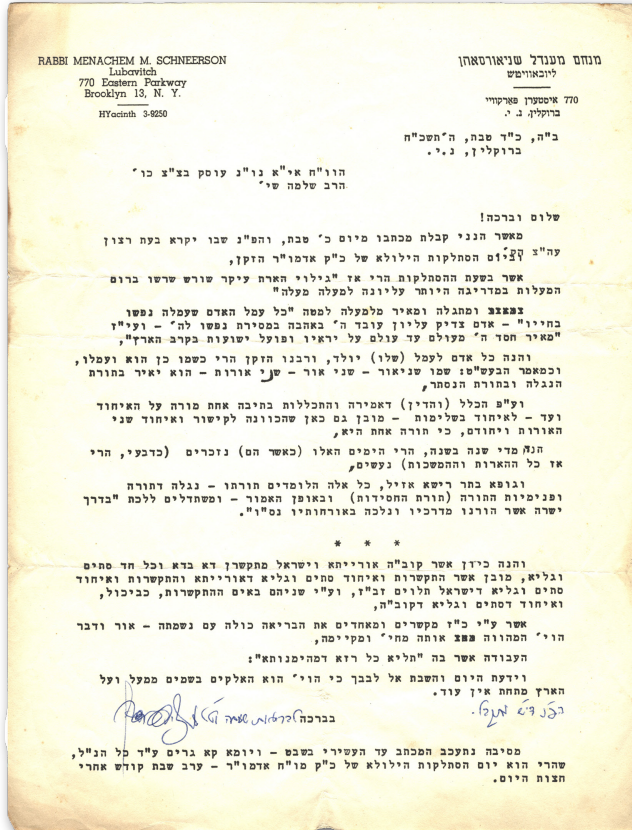 RABBI MENACHEM M. SCHNEERSON
Lubavitch
770 Eastern Parkway
Brooklyn 13, N. Y.
HYacinth 3-9250
מנחם מענדל שניאורסאהן
ליובאוויטש
770 איסטערן פארקוויי
ברוקלין, נ. י.
ב"ה, כ"ד טבת, ה'תשכ"ח
ברוקלין, נ.י.
הוו"ח אי"א נו"נ עוסק בצ"צ כו'
הרב שלמה שי'
שלום וברכה!
מאשר הנני קבלת מכתבו מיום כ' טבת, והפ"נ שבו יקרא בעת רצון
עה"צ הק'
ביום הסתלקות הילולא של כ"ק אדמו"ר הזקן,
אשר בשעת ההסתלקות הרי אז "גילוי הארת עיקר שורש שרשו ברום
המעלות במדריגה היותר עליונה למעלה מעלה"
ומתגלה ומאיר מלמעלה למטה "כל עמל האדם שעמלה נפשו
בחייו" – אדם צדיק עליון עובד ה' באהבה במסירת נפשו לה' – ועי"ז
"מאיר חסד ה' מעולם עד עולם על יראיו ופועל ישועות בקרב הארץ",
והנה כל אדם לעמל (שלו) יולד, ורבנו הזקן הרי כשמו כן הוא ועמלו,
וכמאמר הבעש"ט: שמו שניאור – שני אור – שני אורות – הוא יאיר בתורת
הנגלה ובתורת הנסתר,
וע"פ הכלל (והדין) דאמירה והתכללות בתיבה אחת מורה על האיחוד
ועד – לאיחוד בשלימות – מובן גם כאן שהכוונה לקישור ואיחוד שני
האורות ויחודם, כי תורה אחת היא,
הנה מדי שנה בשנה, הרי הימים האלו (כאשר הם) נזכרים (כדבעי, הרי
אז כל ההארות וההמשכות) נעשים,
וגופא בתר רישא אזיל, כל אלה הלומדים תורתו – נגלה דתורה
ופנימיות התורה (תורת החסידות) ובאופן האמור – ומשתדלים ללכת "בדרך
ישרה אשר הורנו מדרכיו ונלכה באורחותיו נס"ו".
* * *
והנה כיון אשר קוב"ה אורייתא וישראל מתקשרן דא בדא וכל חד סתים
וגליא, מובן אשר התקשרות ואיחוד סתים וגליא דאורייתא והתקשרות ואיחוד
סתים וגליא דישראל תלוים זב"ז, וע"י שניהם באים ההתקשרות, כביכול,
ואיחוד דסתים וגליא דקוב"ה,
אשר עי"ז מקשרים ומאחדים את הבריאה כולה עם נשמתה – אור ודבר
הוי' המהווה אותה מחי' ומקיימה,
העבודה אשר בה "תליא כל רזא דמהימנותא":
וידעת היום והשבת אל לבבך כי הוי' הוא האלקים בשמים ממעל ועל
הארץ מתחת אין עוד.
בברכה
מסיבה נתעכב המכתב עד העשירי בשבט – ויומא קא גרים ע"ד כל הנ"ל,
שהרי הוא יום הסתלקות הילולא של כ"ק מו"ח אדמו"ר – ערב שבת קודש אחרי
חצות היום.